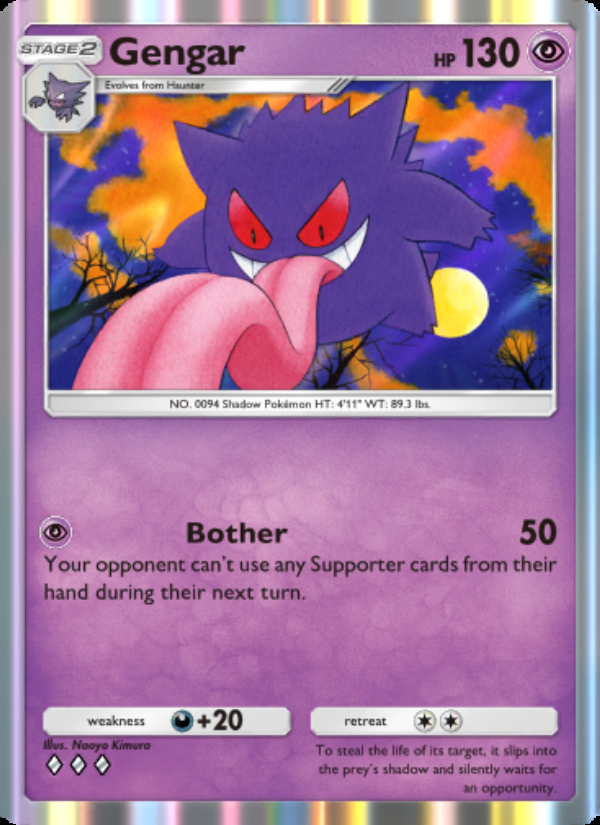 STAGE 2 Gengar HP 130
Evolves from Haunter
NO. 0094 Shadow Pokémon HT: 4'11" WT: 89.3 lbs.
Bother 50
Your opponent can't use any Supporter cards from their
hand during their next turn.
weakness +20 retreat
Illus. Naoyo Kimura
To steal the life of its target, it slips into
the prey's shadow and silently waits for
an opportunity.